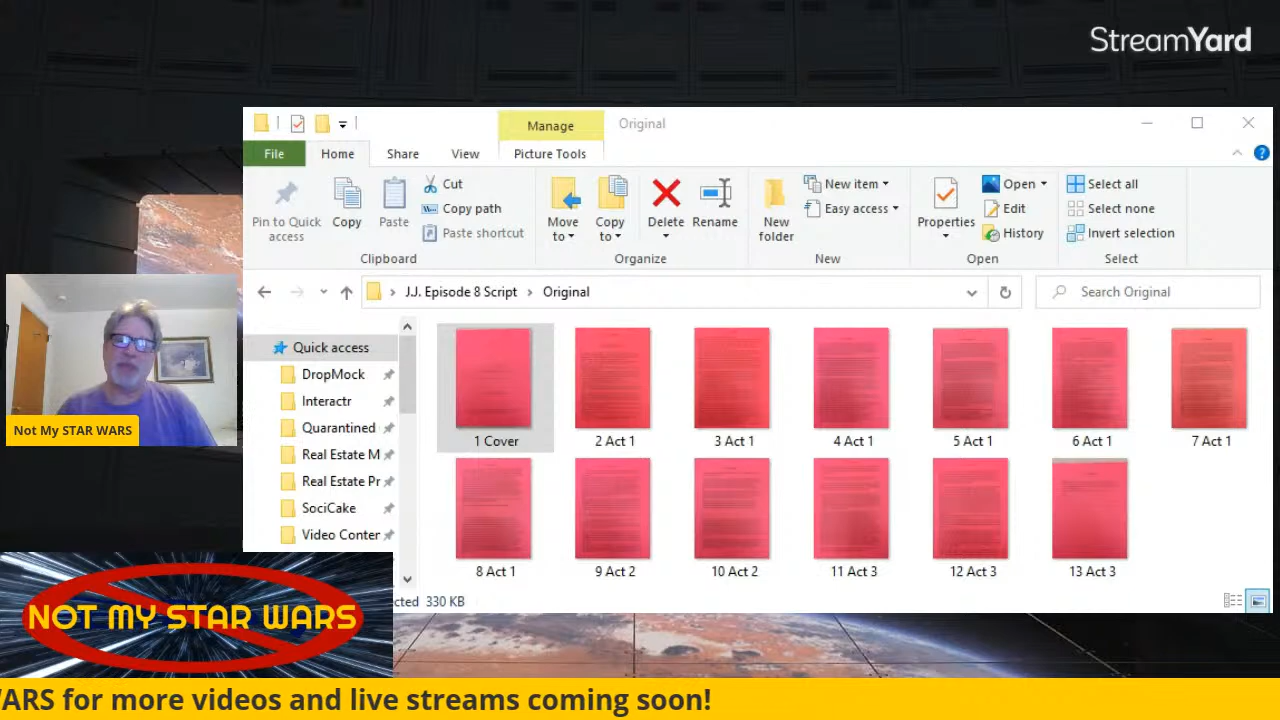 StreamYard
Manage
Original
File
Home
Share
View
Picture Tools
Pin to Quick
access
Copy
Paste
Cut
Copy path
Paste shortcut
Clipboard
Move
to
Copy
to
Delete
Rename
Organize
New
folder
New item
Easy access
New
Properties
Open
Edit
History
Open
Select all
Select none
Invert selection
Select
J.J. Episode 8 Script
Original
Search Original
Quick access
DropMock
Interactr
Quarantined
Real Estate M
Real Estate Pr
SociCake
Video Conter
1 Cover
2 Act 1
3 Act 1
4 Act 1
5 Act 1
6 Act 1
7 Act 1
8 Act 1
9 Act 2
10 Act 2
11 Act 3
12 Act 3
13 Act 3
cted 330 KB
Not My STAR WARS
NOT MY STAR WARS
WARS for more videos and live streams coming soon!